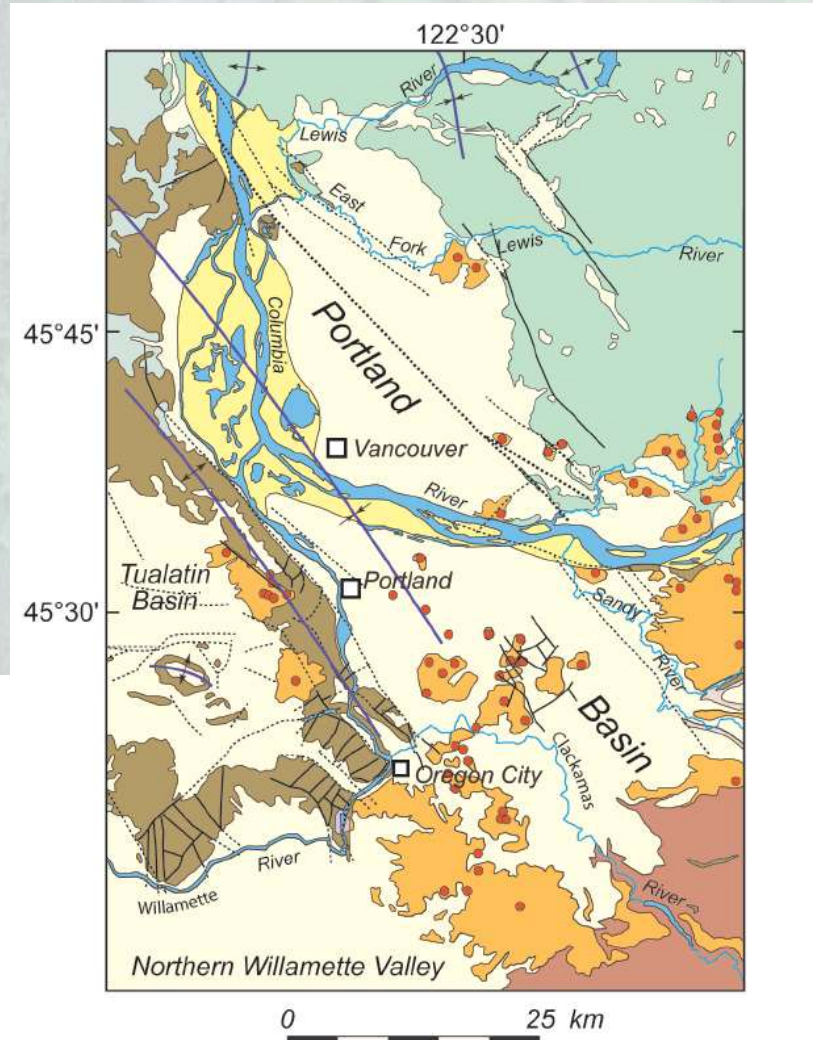 122°30'
River
Lewis
East
Fork
Lewis
River
45°45'
Columbia
Portland
Vancouver
River
Tualatin
Basin
Portland
45°30'
Sandy
River
Basin
Clackamas
Oregon City
River
Willamette
River
Northern Willamette Valley
0 25 km